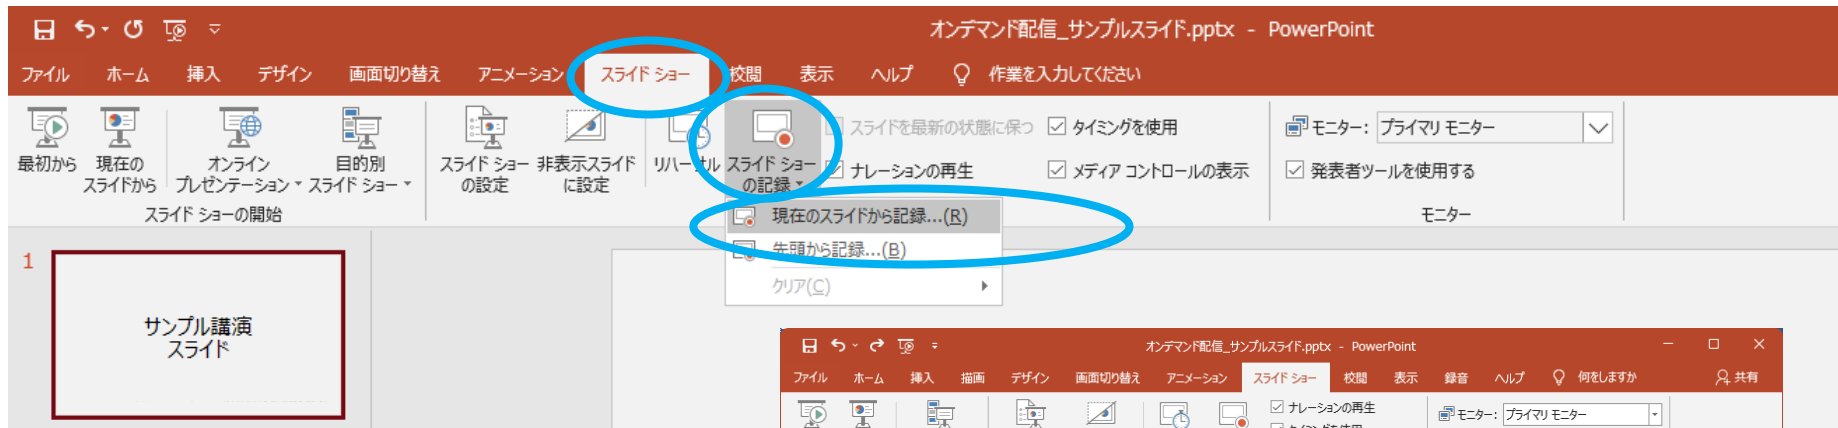 オンデマンド配信_サンプルスライド.pptx - PowerPoint
ファイル ホーム 挿入 デザイン 画面切り替え アニメーション スライド ショー 校閲 表示 ヘルプ 作業を入力してください
最初から 現在の スライドから オンライン プレゼンテーション 目的別 スライド ショー スライド ショー の設定 非表示スライド に設定 リハーサル スライド ショー の記録
スライドを最新の状態に保つ タイミングを使用 モニター: プライマリ モニター
ナレーションの再生 メディア コントロールの表示 発表者ツールを使用する
スライド ショーの開始 モニター
現在のスライドから記録...(R)
先頭から記録...(B)
クリア(C)
1
サンプル講演
スライド
オンデマンド配信_サンプルスライド.pptx - PowerPoint
ファイル ホーム 挿入 描画 デザイン 画面切り替え アニメーション スライド ショー 校閲 表示 録音 ヘルプ 何をしますか 共有
ナレーションの再生 モニター: プライマリ モニター